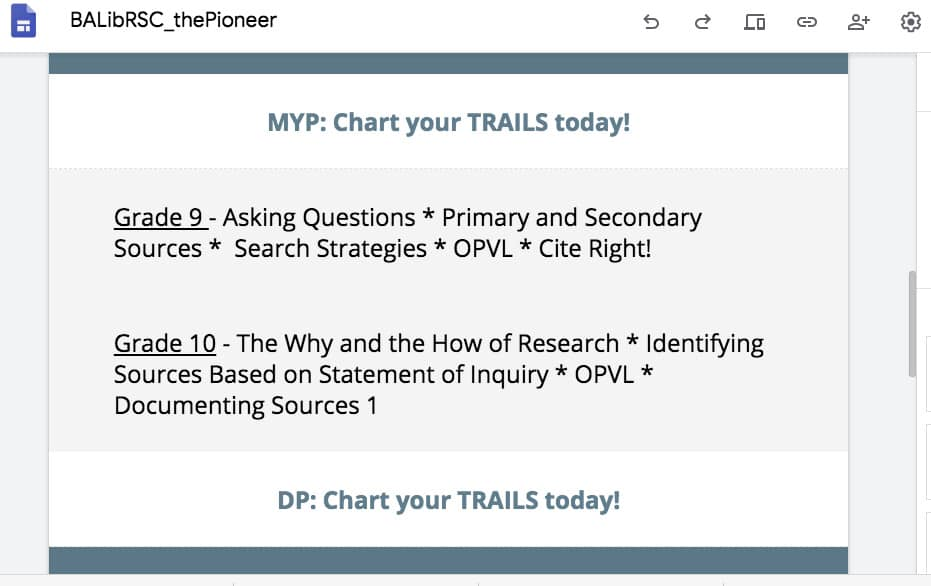 BALibRSC_thePioneer
MYP: Chart your TRAILS today!
Grade 9 - Asking Questions * Primary and Secondary
Sources *  Search Strategies * OPVL * Cite Right!
Grade 10 - The Why and the How of Research * Identifying
Sources Based on Statement of Inquiry * OPVL *
Documenting Sources 1
DP: Chart your TRAILS today!